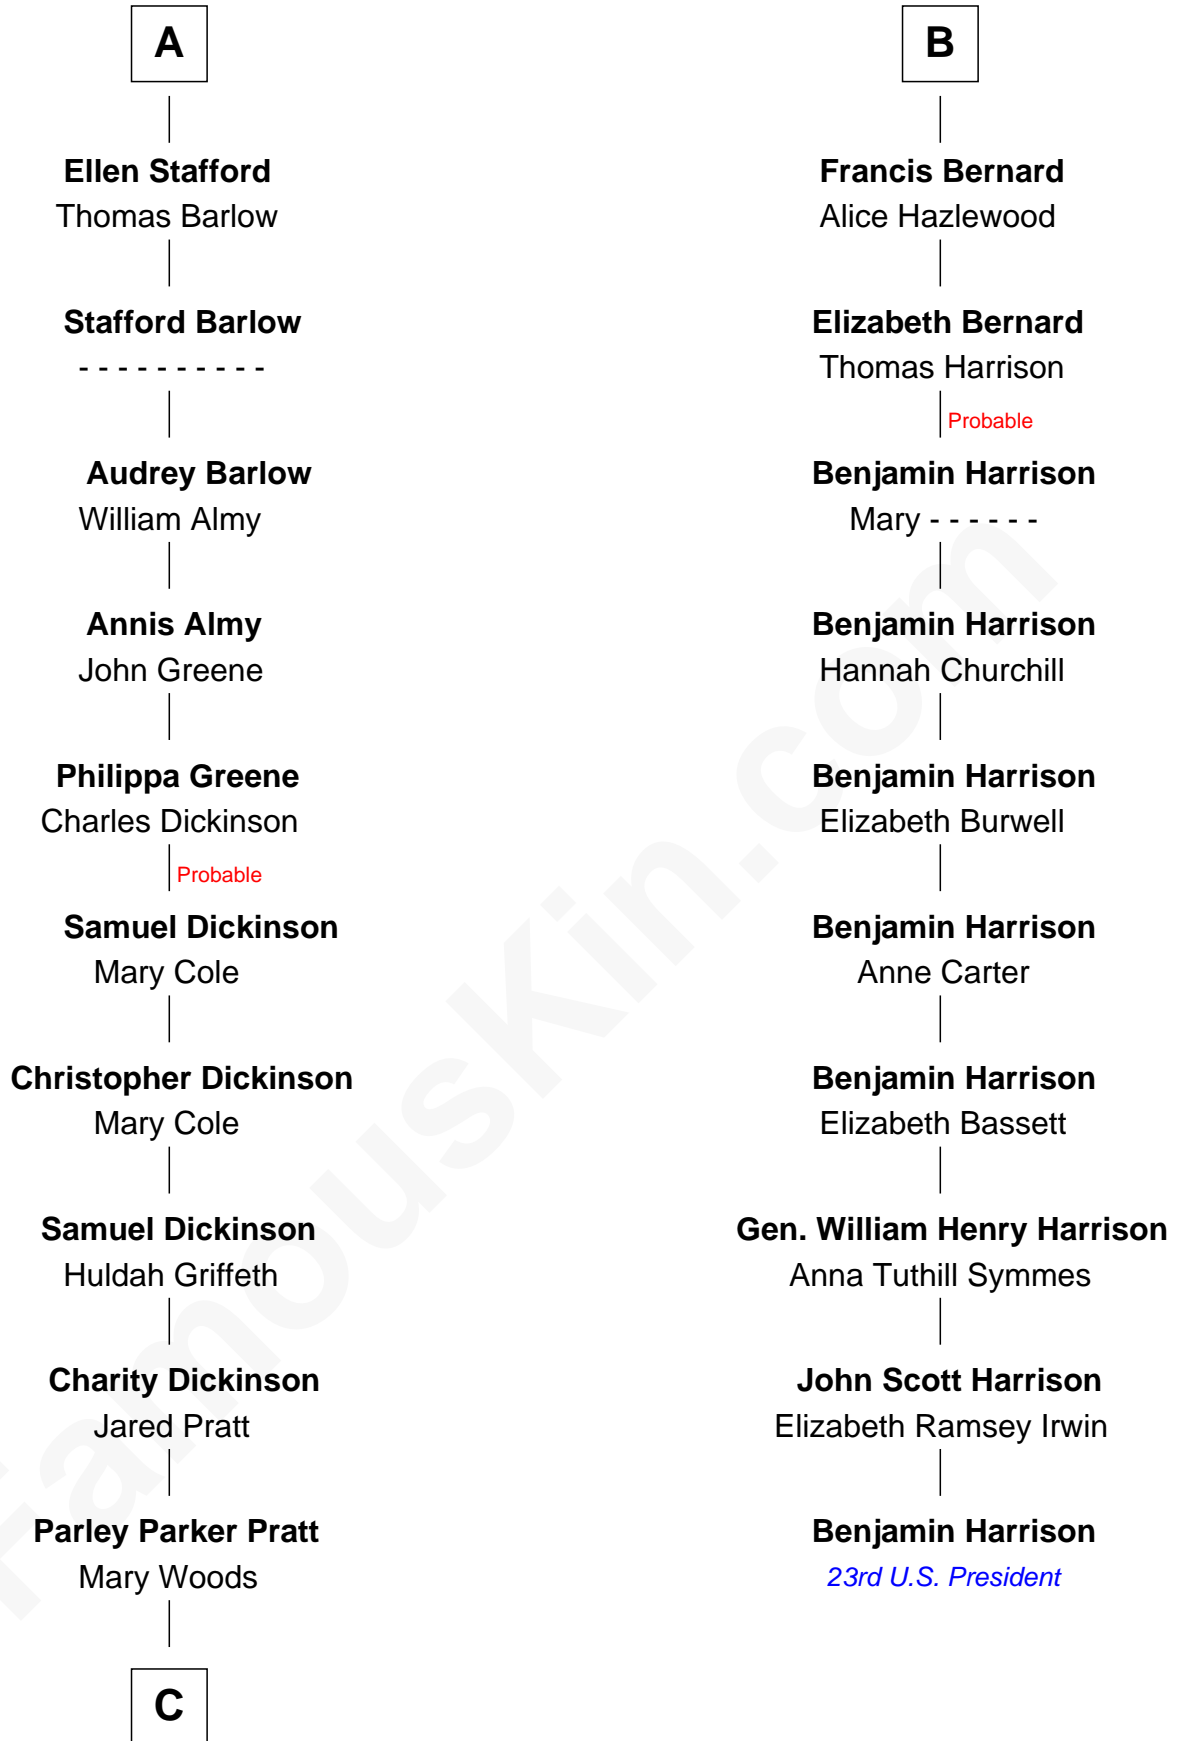 A
Ellen Stafford
Thomas Barlow
Stafford Barlow
- - - - - - - - - -
Audrey Barlow
William Almy
Annis Almy
John Greene
Philippa Greene
Charles Dickinson
Probable
Samuel Dickinson
Mary Cole
Christopher Dickinson
Mary Cole
Samuel Dickinson
Huldah Griffeth
Charity Dickinson
Jared Pratt
Parley Parker Pratt
Mary Woods
C
B
Francis Bernard
Alice Hazlewood
Elizabeth Bernard
Thomas Harrison
Probable
Benjamin Harrison
Mary - - - - - -
Benjamin Harrison
Hannah Churchill
Benjamin Harrison
Elizabeth Burwell
Benjamin Harrison
Anne Carter
Benjamin Harrison
Elizabeth Bassett
Gen. William Henry Harrison
Anna Tuthill Symmes
John Scott Harrison
Elizabeth Ramsey Irwin
Benjamin Harrison
23rd U.S. President
FamousKin.com